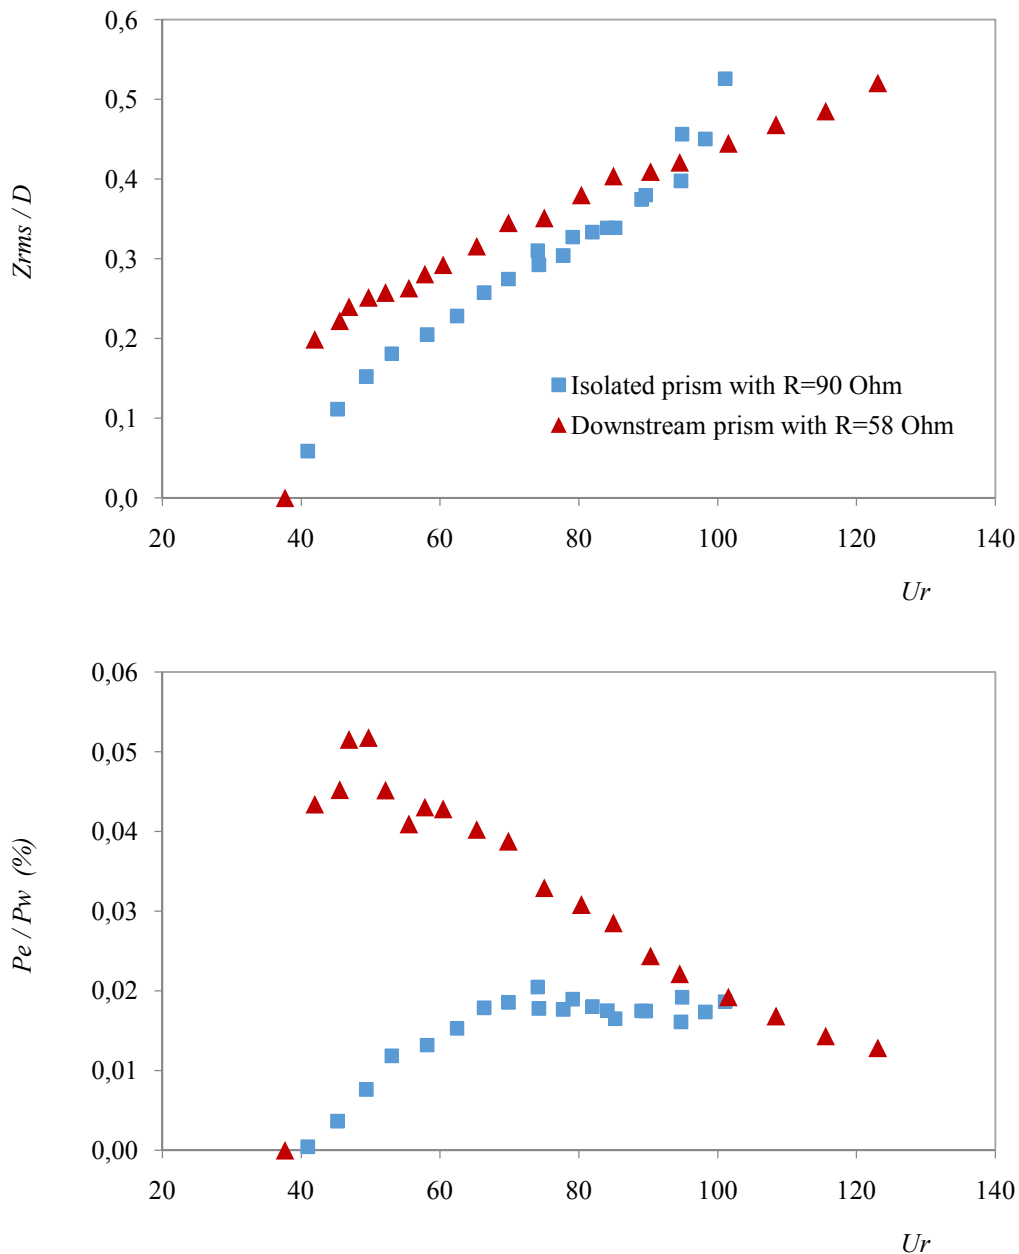 0,6
0,5
0,4
0,3
0,2
0,1
0,0
Zrms / D
Isolated prism with R=90 Ohm
Downstream prism with R=58 Ohm
20 40 60 80 100 120 140
Ur
0,06
0,05
0,04
0,03
0,02
0,01
0,00
Pe / Pw (%)
20 40 60 80 100 120 140
Ur